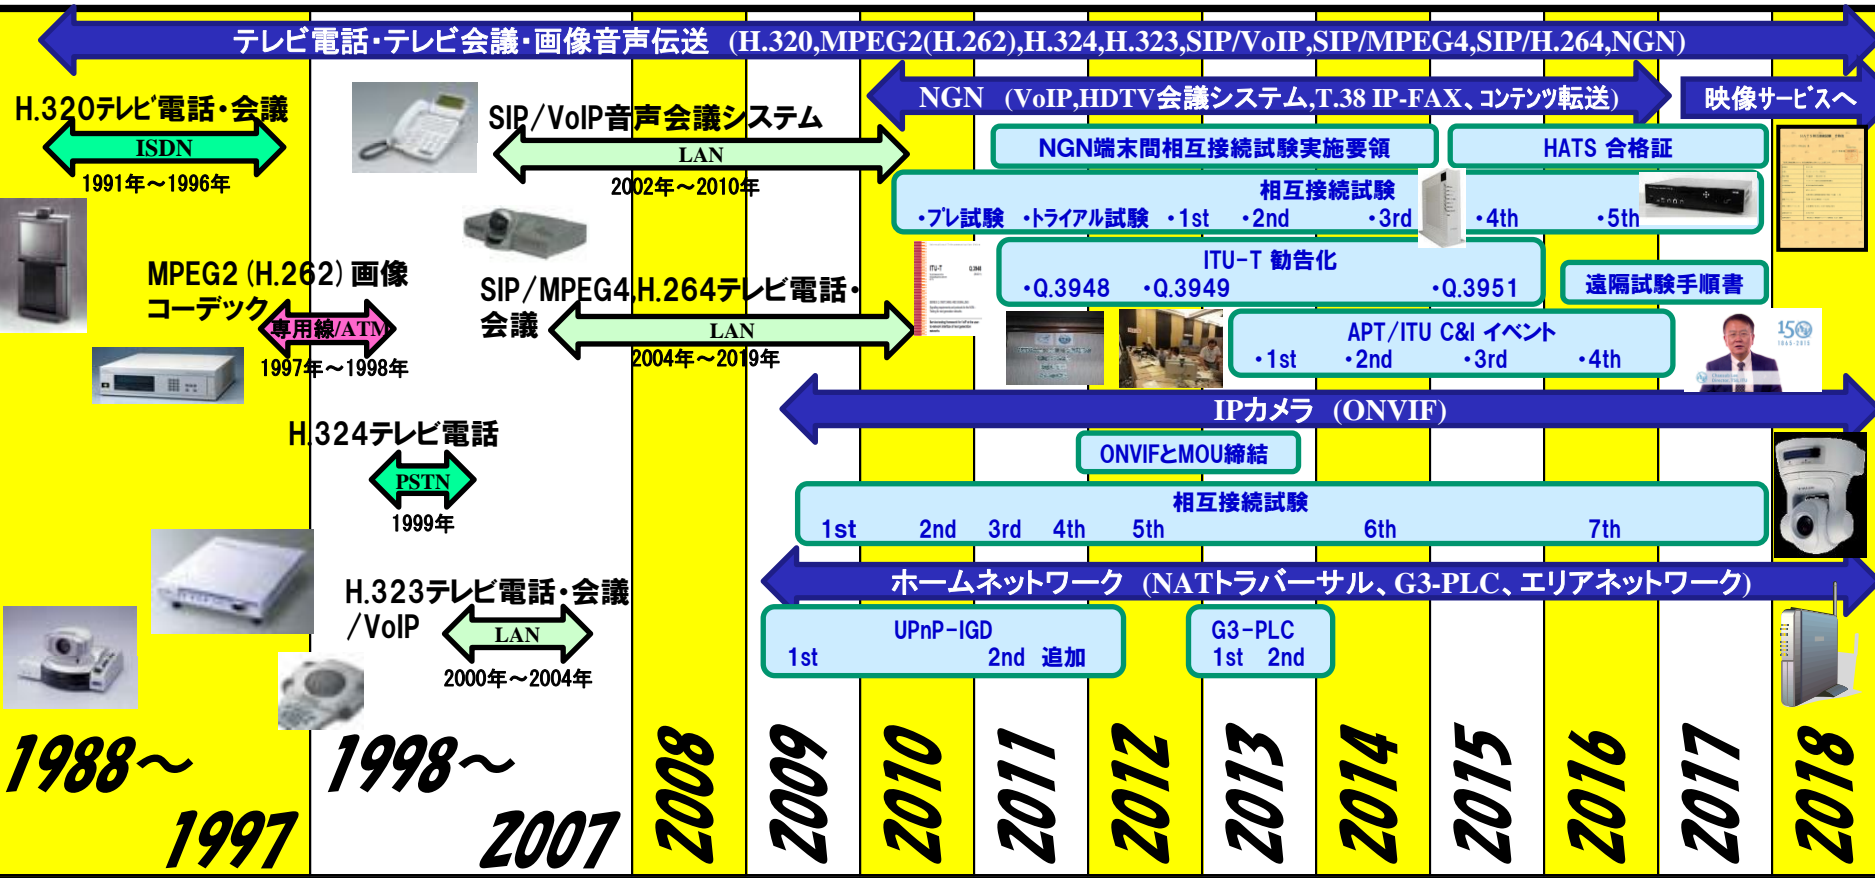 テレビ電話・テレビ会議・画像音声伝送 (H.320,MPEG2(H.262),H.324,H.323,SIP/VoIP,SIP/MPEG4,SIP/H.264,NGN)
NGN (VoIP,HDTV会議システム,T.38 IP-FAX、コンテンツ転送)
映像サービスへ
H.320テレビ電話・会議
ISDN
1991年～1996年
SIP/VoIP音声会議システム
LAN
2002年～2010年
NGN端末間相互接続試験実施要領
HATS 合格証
相互接続試験
・プレ試験 ・トライアル試験 ・1st ・2nd ・3rd ・4th ・5th
MPEG2 (H.262) 画像
コーデック
専用線/ATM
1997年～1998年
SIP/MPEG4,H.264テレビ電話・
会議
LAN
2004年～2019年
ITU-T Q.3948
ITU-T 勧告化
・Q.3948 ・Q.3949 ・Q.3951
遠隔試験手順書
APT/ITU C&I イベント
・1st ・2nd ・3rd ・4th
150
1865-2015
IPカメラ (ONVIF)
H.324テレビ電話
PSTN
1999年
ONVIFとMOU締結
相互接続試験
1st 2nd 3rd 4th 5th 6th 7th
ホームネットワーク (NATトラバーサル、G3-PLC、エリアネットワーク)
H.323テレビ電話・会議
/VoIP
LAN
2000年～2004年
UPnP-IGD
1st 2nd 追加
G3-PLC
1st 2nd
1988～
1997
1998～
2007
2008
2009
2010
2011
2012
2013
2014
2015
2016
2017
2018